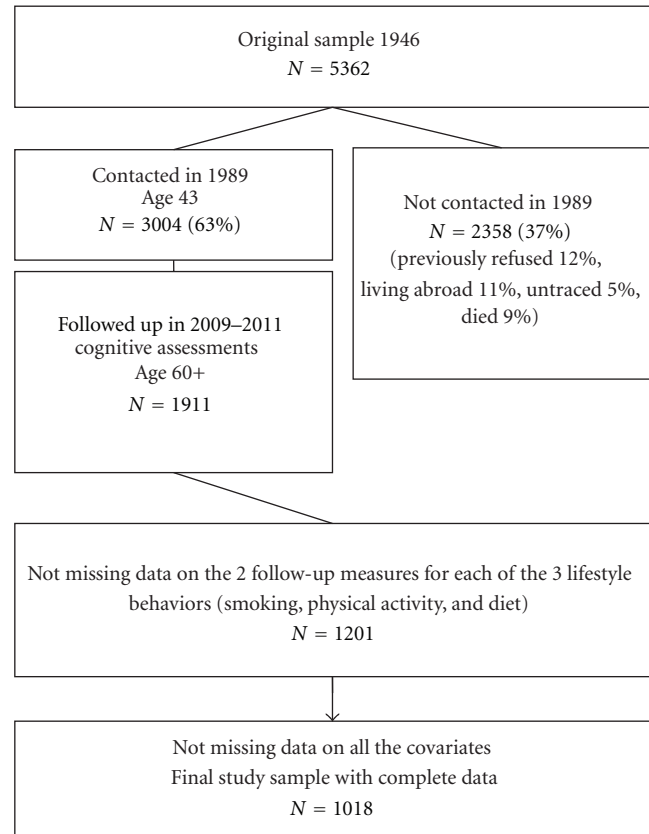 Original sample 1946
N = 5362
Contacted in 1989
Age 43
N = 3004 (63%)
Not contacted in 1989
N = 2358 (37%)
(previously refused 12%,
living abroad 11%, untraced 5%,
died 9%)
Followed up in 2009–2011
cognitive assessments
Age 60+
N = 1911
Not missing data on the 2 follow-up measures for each of the 3 lifestyle
behaviors (smoking, physical activity, and diet)
N = 1201
Not missing data on all the covariates
Final study sample with complete data
N = 1018